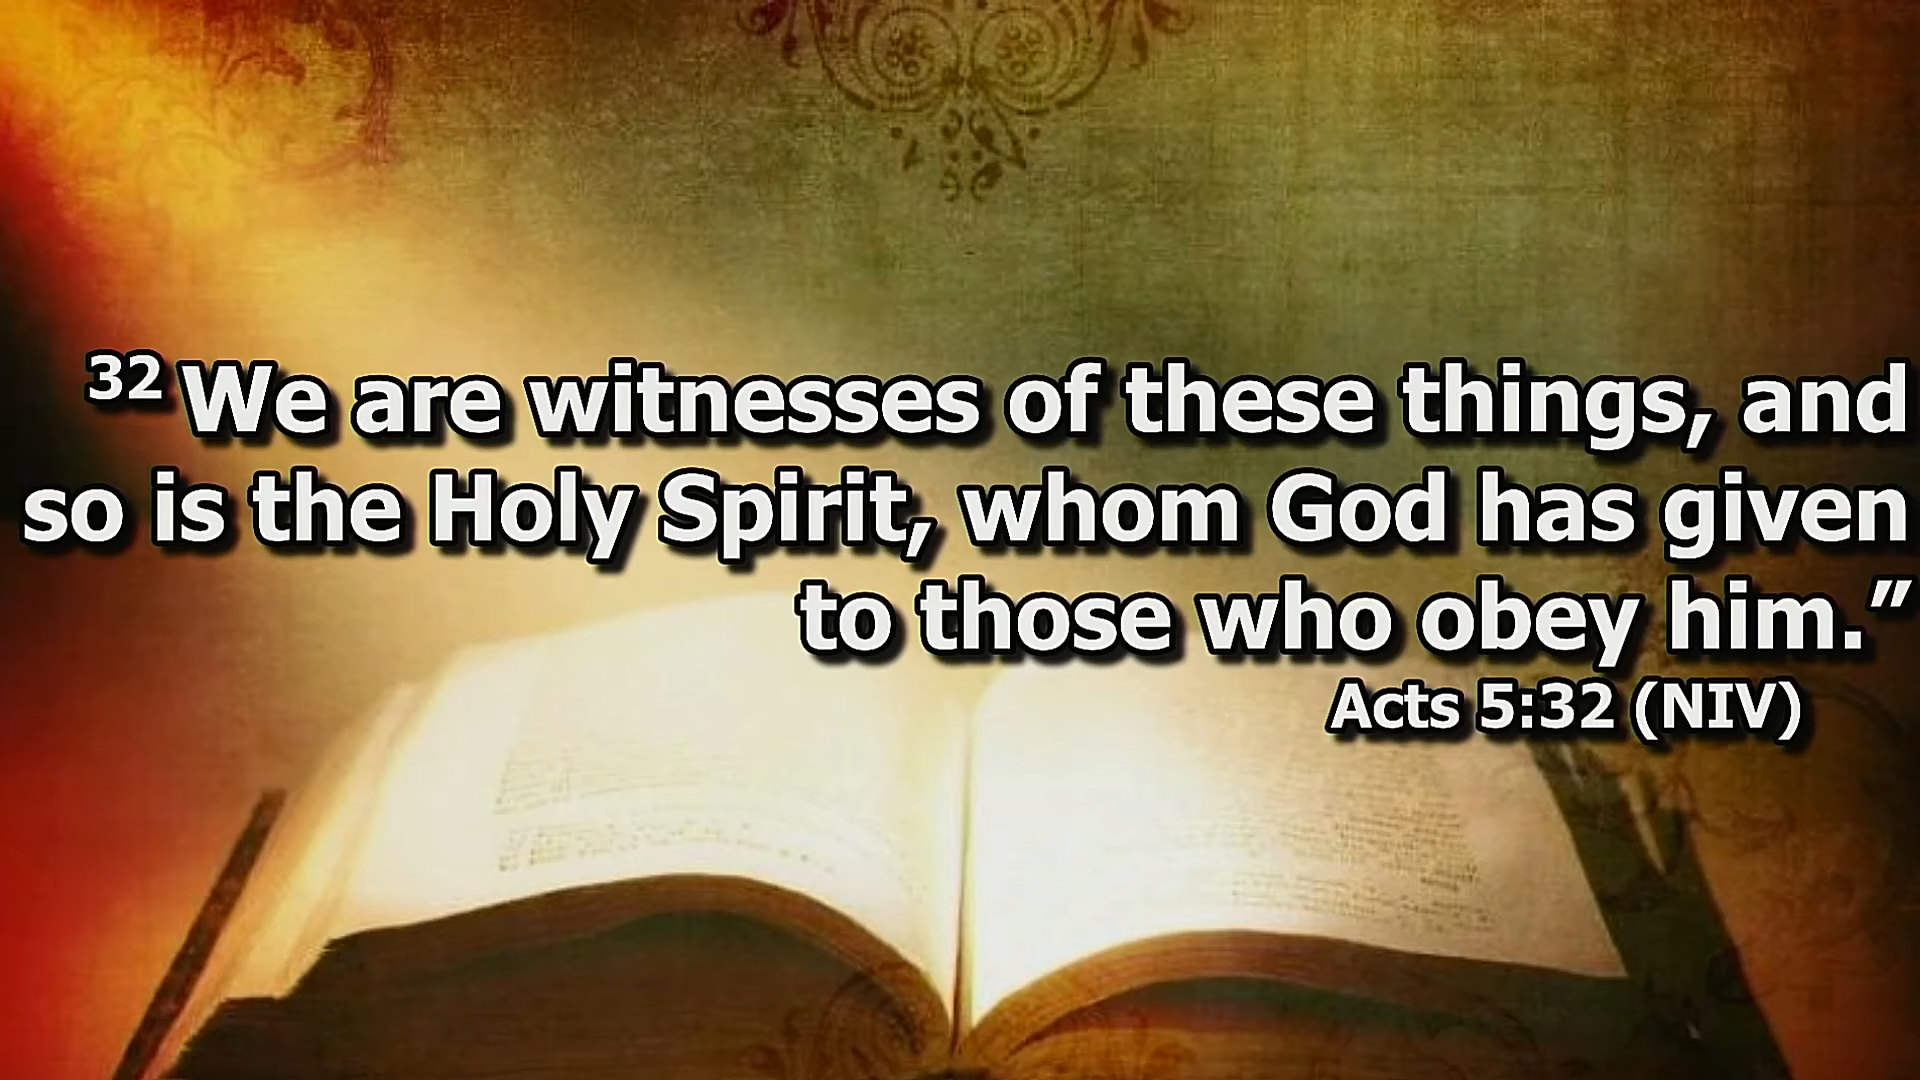 32 We are witnesses of these things, and
so is the Holy Spirit, whom God has given
to those who obey him.”
Acts 5:32 (NIV)